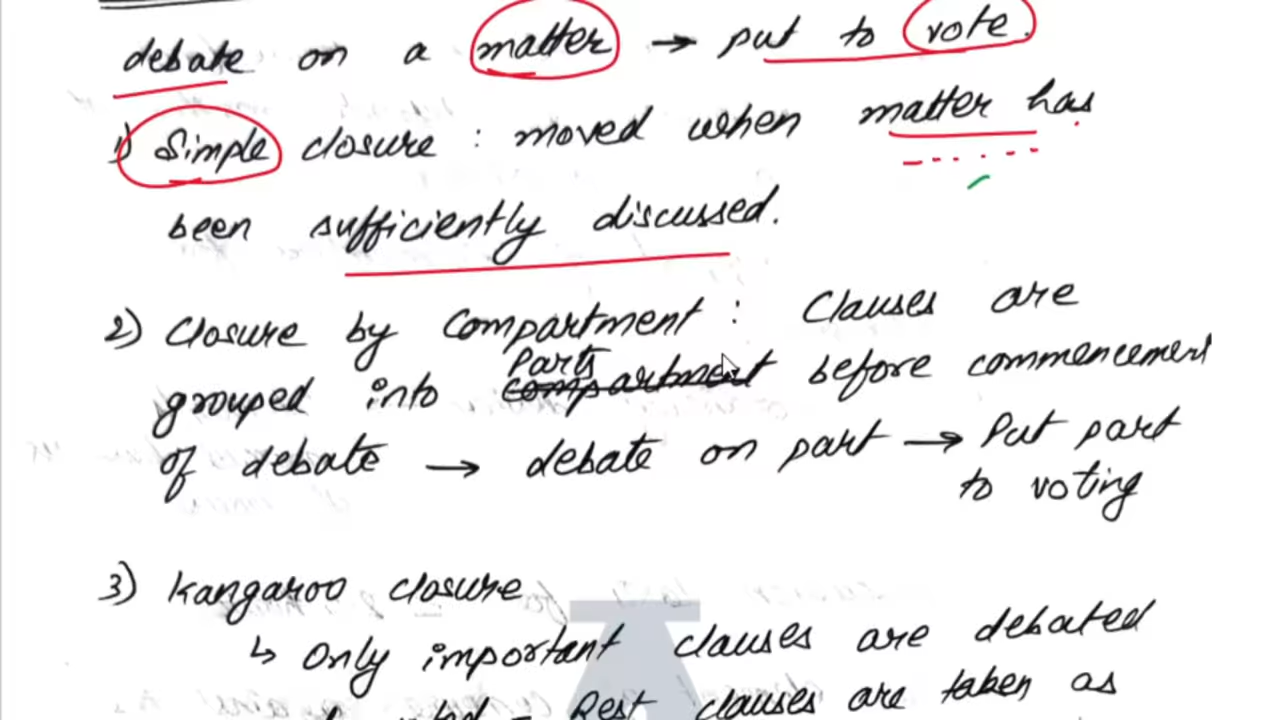 debate on a matter → put to vote.
1) Simple closure : moved when matter has
been sufficiently discussed.
2) Closure by Compartment : Clauses are
grouped into parts compartment before commencement
of debate → debate on part → Put part
to voting
3) Kangaroo closure
↳ Only important clauses are debated
Rest clauses are taken as